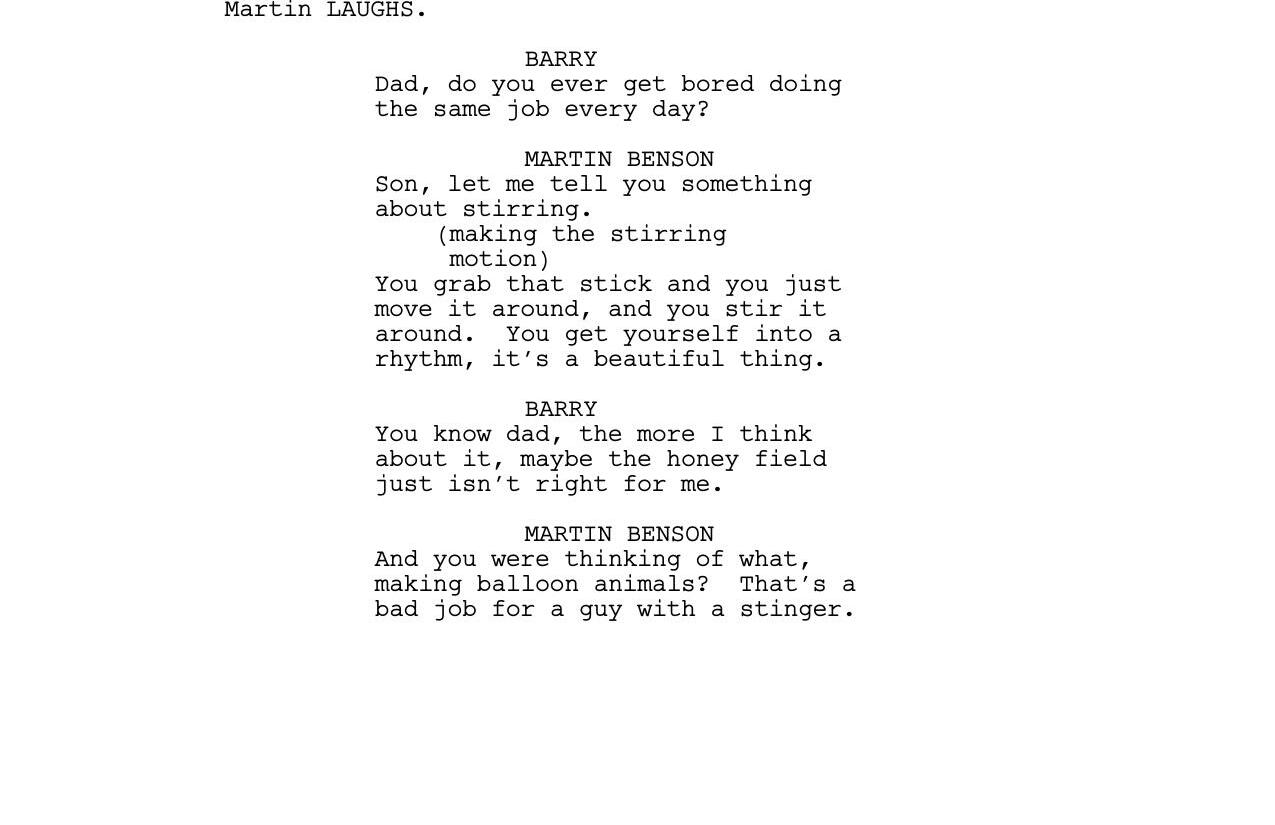 Martin LAUGHS.
BARRY
Dad, do you ever get bored doing
the same job every day?
MARTIN BENSON
Son, let me tell you something
about stirring.
(making the stirring
motion)
You grab that stick and you just
move it around, and you stir it
around.  You get yourself into a
rhythm, it's a beautiful thing.
BARRY
You know dad, the more I think
about it, maybe the honey field
just isn't right for me.
MARTIN BENSON
And you were thinking of what,
making balloon animals?  That's a
bad job for a guy with a stinger.